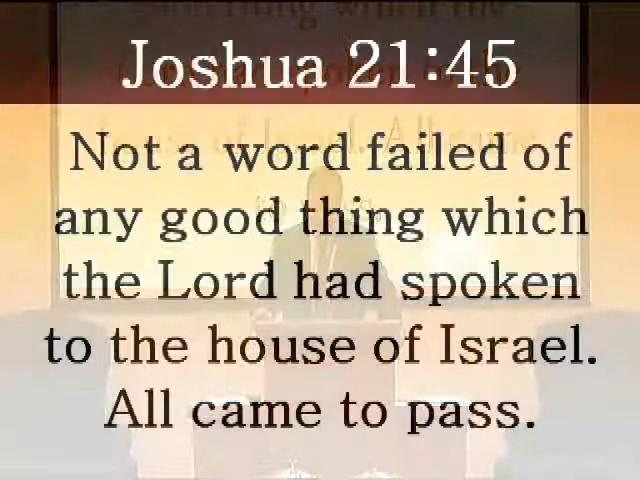 Joshua 21:45
Not a word failed of
any good thing which
the Lord had spoken
to the house of Israel.
All came to pass.